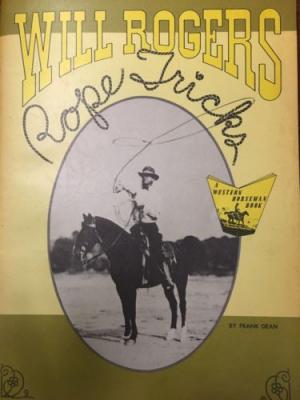 WILL ROGERS
Rope Tricks
A
WESTERN
HORSEMAN
BOOK
BY FRANK DEAN